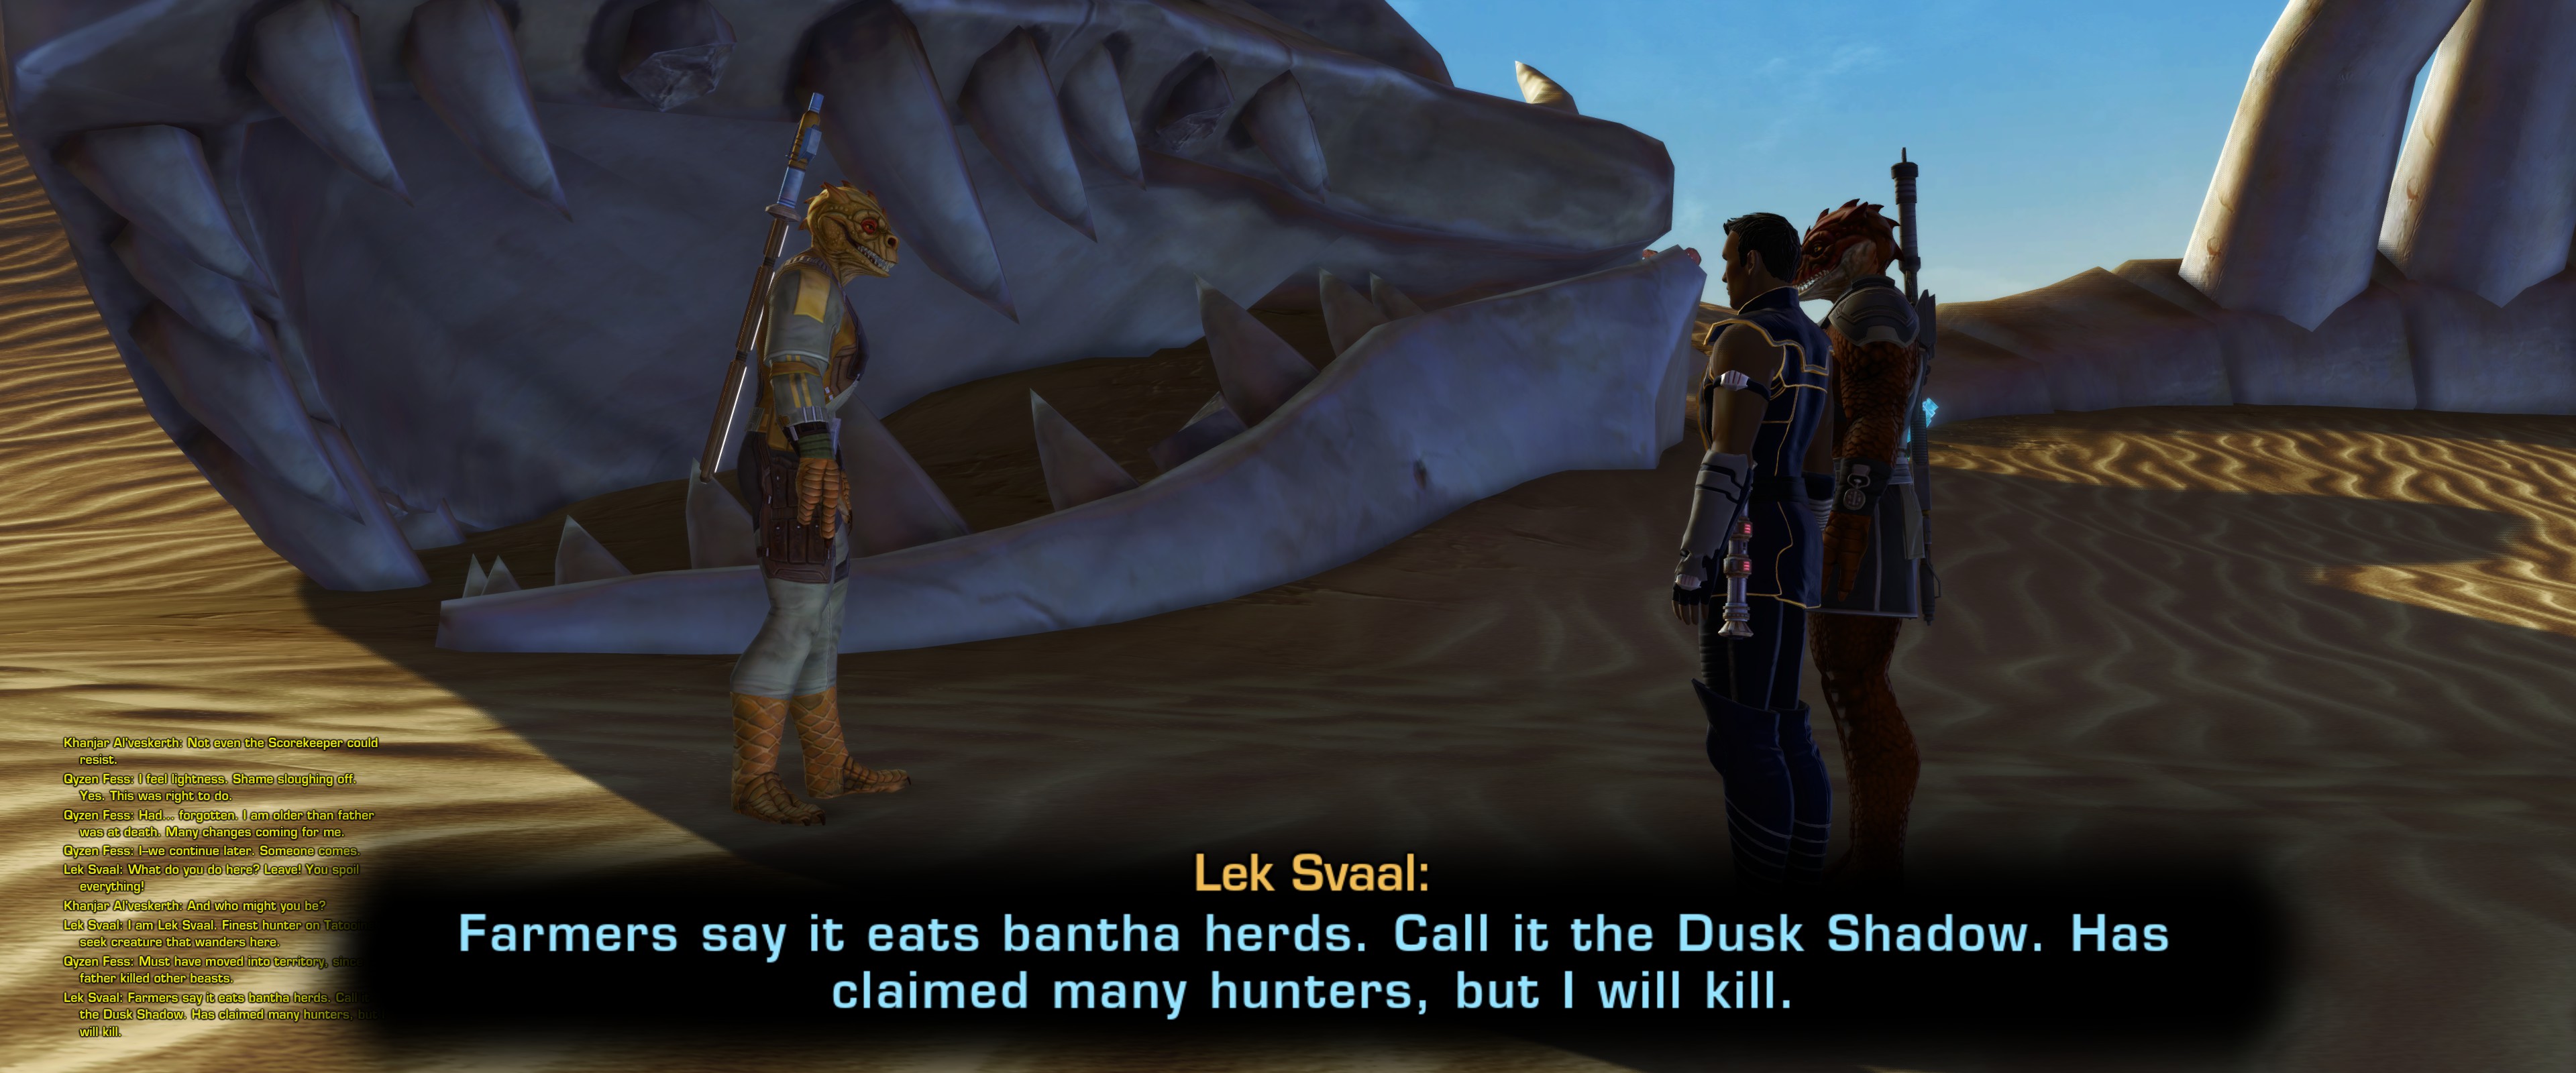 Khanjar Al'veskerth: Not even the Scorekeeper could
resist.
Qyzen Fess: I feel lightness. Shame sloughing off.
Yes. This was right to do.
Qyzen Fess: Had... forgotten. I am older than father
was at death. Many changes coming for me.
Qyzen Fess: I–we continue later. Someone comes.
Lek Svaal: What do you do here? Leave! You spoil
everything!
Khanjar Al'veskerth: And who might you be?
Lek Svaal: I am Lek Svaal. Finest hunter on
seek creature that wanders here.
Qyzen Fess: Must have moved into territory, since
father killed other beasts.
Lek Svaal: Farmers say it eats bantha herds. Call it
the Dusk Shadow. Has claimed many hunters, but I
will kill.
Lek Svaal:
Farmers say it eats bantha herds. Call it the Dusk Shadow. Has
claimed many hunters, but I will kill.